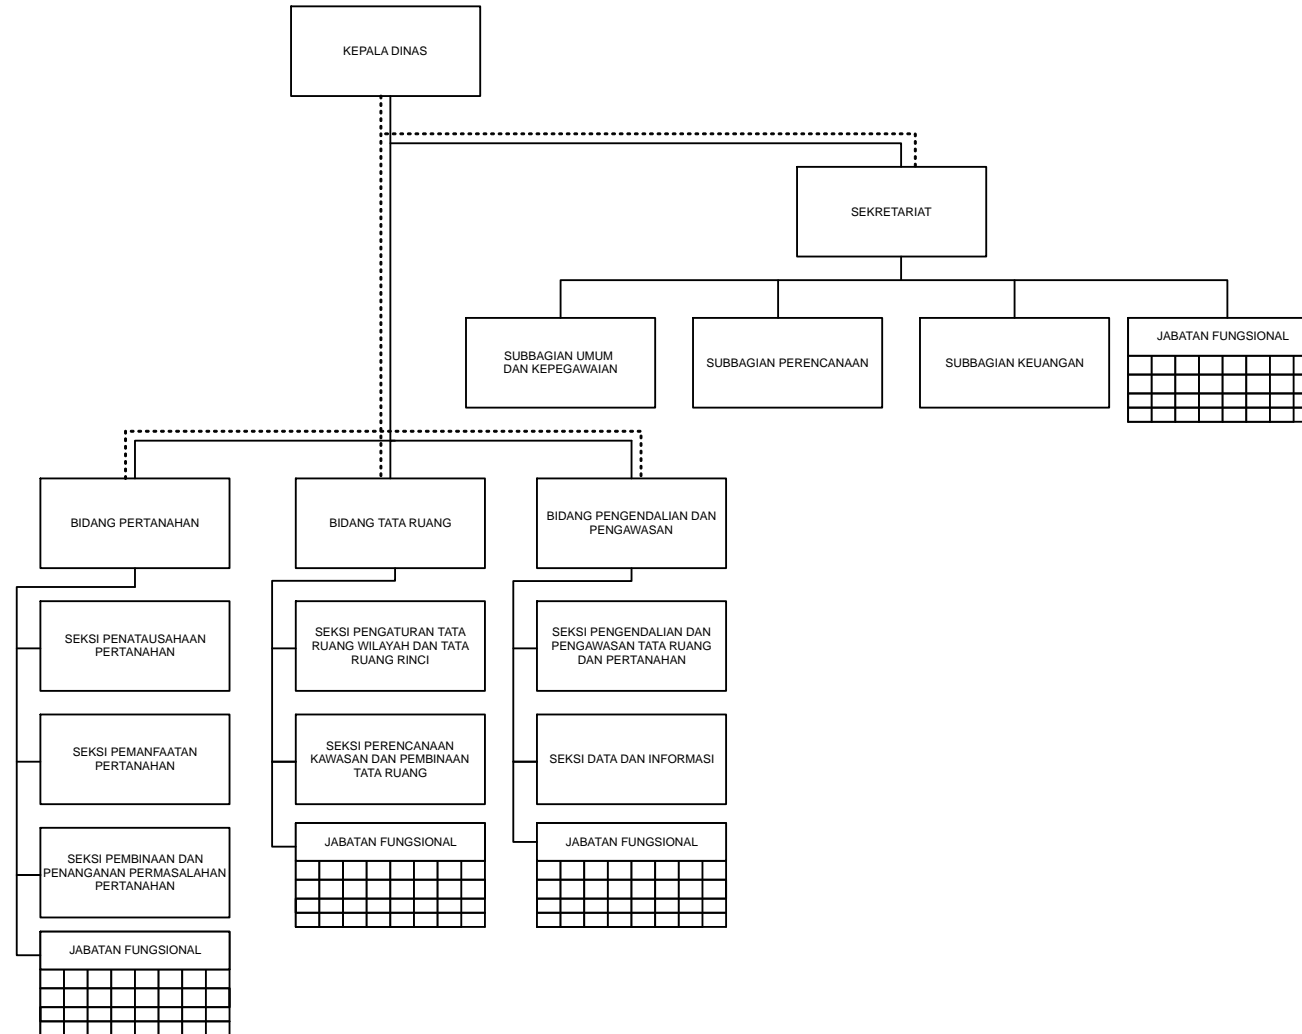 KEPALA DINAS
SEKRETARIAT
SUBBAGIAN UMUM
DAN KEPEGAWAIAN
SUBBAGIAN PERENCANAAN
SUBBAGIAN KEUANGAN
JABATAN FUNGSIONAL
BIDANG PERTANAHAN
BIDANG TATA RUANG
BIDANG PENGENDALIAN DAN
PENGAWASAN
SEKSI PENATAUSAHAAN
PERTANAHAN
SEKSI PENGATURAN TATA
RUANG WILAYAH DAN TATA
RUANG RINCI
SEKSI PENGENDALIAN DAN
PENGAWASAN TATA RUANG
DAN PERTANAHAN
SEKSI PEMANFAATAN
PERTANAHAN
SEKSI PERENCANAAN
KAWASAN DAN PEMBINAAN
TATA RUANG
SEKSI DATA DAN INFORMASI
SEKSI PEMBINAAN DAN
PENANGANAN PERMASALAHAN
PERTANAHAN
JABATAN FUNGSIONAL
JABATAN FUNGSIONAL
JABATAN FUNGSIONAL